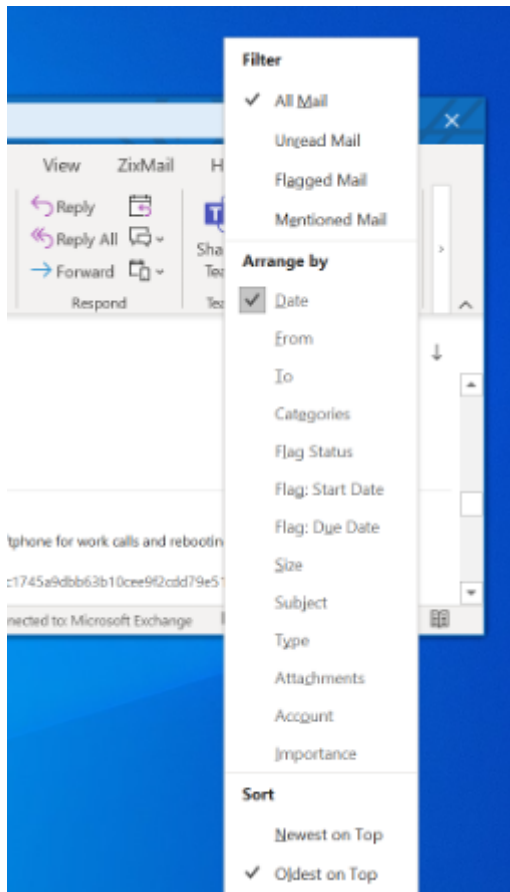 Filter
All Mail
Unread Mail
Flagged Mail
Mentioned Mail
Arrange by
Date
From
To
Categories
Flag Status
Flag: Start Date
Flag: Due Date
Size
Subject
Type
Attachments
Account
Importance
Sort
Newest on Top
Oldest on Top
View ZixMail H
Reply
Reply All
Forward
Respond
Sha
Tea
Tea
tphone for work calls and rebootin
c1745a9dbb63b10cee9f2cdd79e51
nected to: Microsoft Exchange